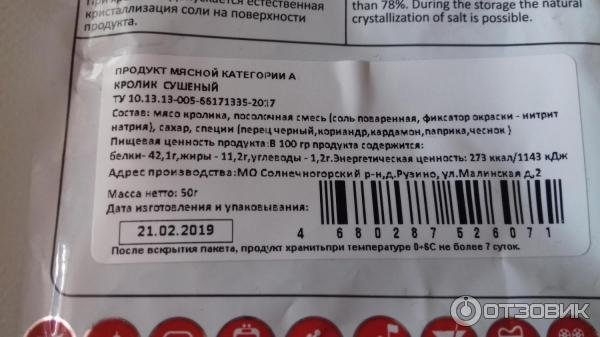 допускается естественная
кристаллизация соли на поверхности
продукта.
than 78%. During the storage the natural
crystallization of salt is possible.
ПРОДУКТ МЯСНОЙ КАТЕГОРИИ А
КРОЛИК СУШЕНЫЙ
ТУ 10.13.13-005-66171335-2017
Состав: мясо кролика, посолочная смесь (соль поваренная, фиксатор окраски - нитрит
натрия), сахар, специи (перец черный,кориандр,кардамон,паприка,чеснок )
Пищевая ценность продукта:В 100 гр продукта содержится:
белки- 42,1г,жиры - 11,2г,углеводы - 1,2г.Энергетическая ценность: 273 ккал/1143 кДж
Адрес производства:МО Солнечногорский р-н,д.Рузино, ул.Малинская д,2
Масса нетто: 50г
Дата изготовления и упаковывания:
21.02.2019
4 680287 526071
После вскрытия пакета, продукт хранитьпри температуре 0+6С не более 7 суток.
ОТЗОВИК